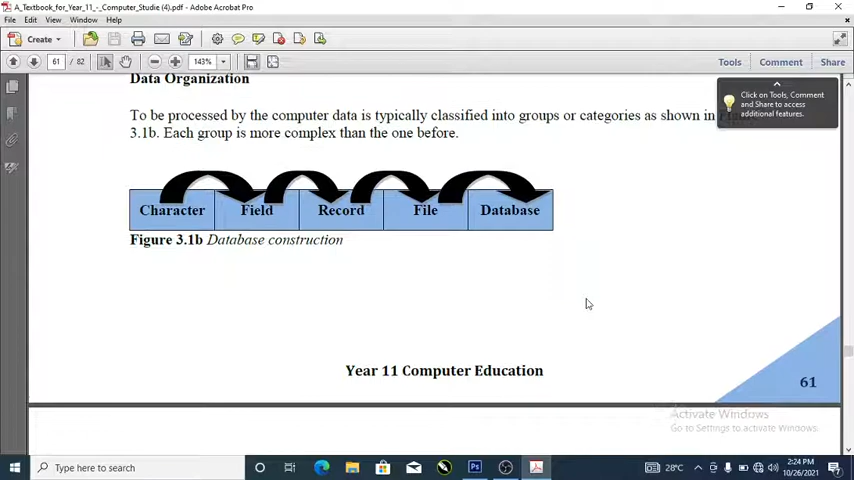 A_Textbook_for_Year_11_-_Computer_Studie (4).pdf - Adobe Acrobat Pro
File Edit View Window Help
Create
61 / 82 143% Tools Comment Share
Data Organization
Click on Tools, Comment
and Share to access
additional features.
To be processed by the computer data is typically classified into groups or categories as shown in
3.1b. Each group is more complex than the one before.
Character Field Record File Database
Figure 3.1b Database construction
Year 11 Computer Education
61
Activate Windows
Go to Settings to activate Windows.
Type here to search
Ps
28°C
2:24 PM
10/26/2021